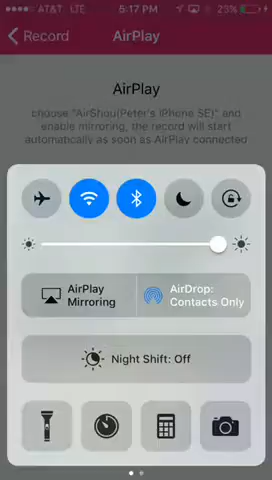 AT&T LTE 5:17 PM 23%
Record AirPlay
AirPlay
choose "AirShou(Peter's iPhone SE)" and
enable mirroring, the record will start
automatically as soon as AirPlay connected
AirPlay
Mirroring
AirDrop:
Contacts Only
Night Shift: Off